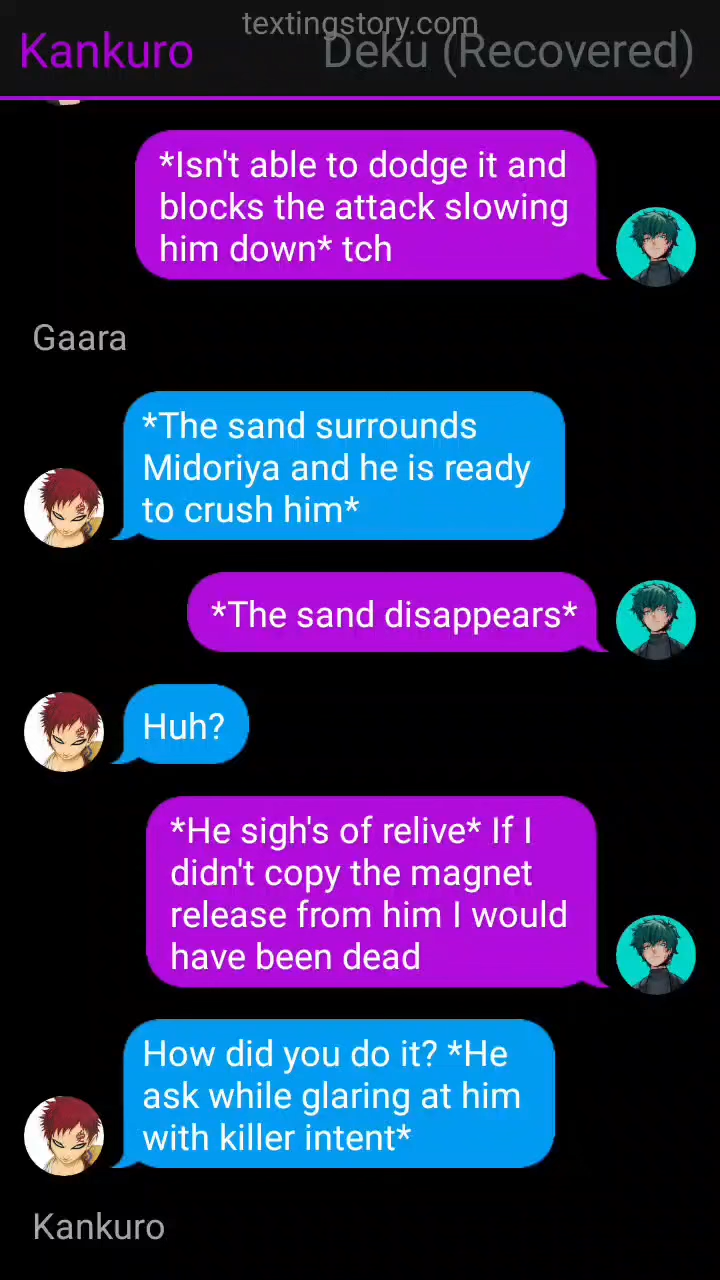 textingstory.com
Kankuro
Deku (Recovered)
*Isn't able to dodge it and
blocks the attack slowing
him down* tch
Gaara
*The sand surrounds
Midoriya and he is ready
to crush him*
*The sand disappears*
Huh?
*He sigh's of relive* If I
didn't copy the magnet
release from him I would
have been dead
How did you do it? *He
ask while glaring at him
with killer intent*
Kankuro